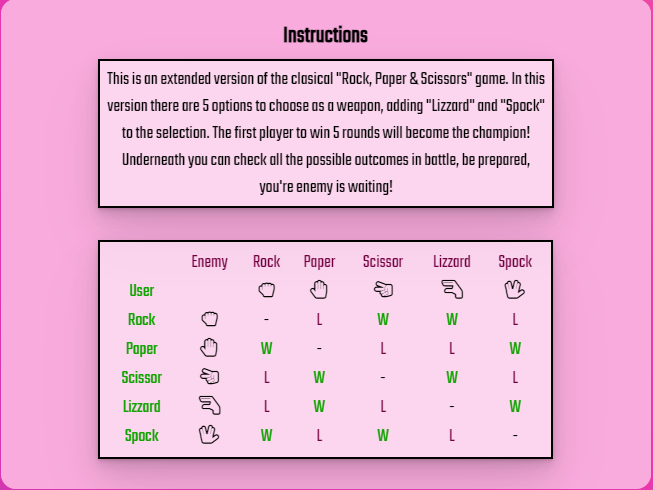 Instructions
This is an extended version of the clasical "Rock, Paper & Scissors" game. In this
version there are 5 options to choose as a weapon, adding "Lizzard" and "Spock"
to the selection. The first player to win 5 rounds will become the champion!
Underneath you can check all the possible outcomes in battle, be prepared,
you're enemy is waiting!
Enemy Rock Paper Scissor Lizzard Spock
User
Rock - L W W L
Paper W - L L W
Scissor L W - W L
Lizzard L W L - W
Spock W L W L -